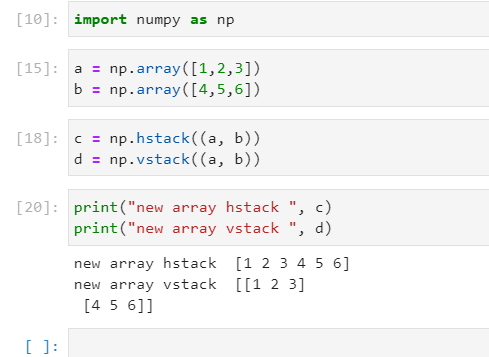 [10]: import numpy as np
[15]: a = np.array([1,2,3])
b = np.array([4,5,6])
[18]: c = np.hstack((a, b))
d = np.vstack((a, b))
[20]: print("new array hstack ", c)
print("new array vstack ", d)
new array hstack  [1 2 3 4 5 6]
new array vstack  [[1 2 3]
 [4 5 6]]
[ ]: